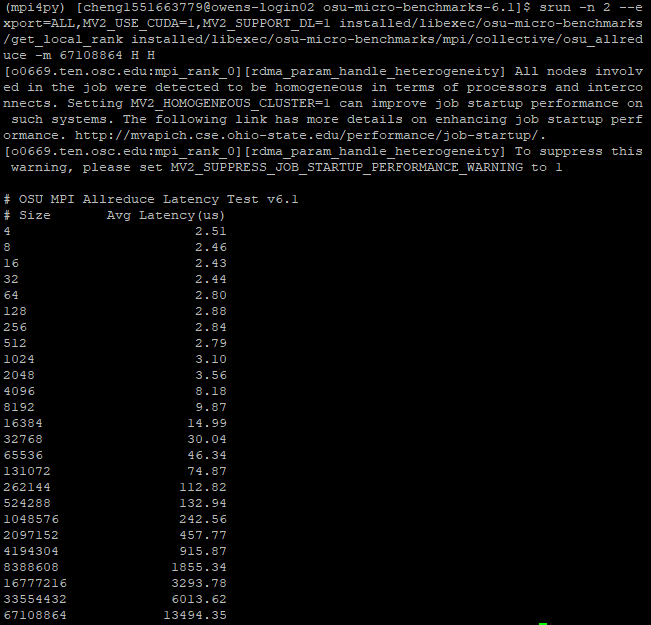 (mpi4py) [cheng1551663779@owens-login02 osu-micro-benchmarks-6.1]$ srun -n 2 --e
xport=ALL,MV2_USE_CUDA=1,MV2_SUPPORT_DL=1 installed/libexec/osu-micro-benchmarks
/get_local_rank installed/libexec/osu-micro-benchmarks/mpi/collective/osu_allred
uce -m 67108864 H H
[o0669.ten.osc.edu:mpi_rank_0][rdma_param_handle_heterogeneity] All nodes involv
ed in the job were detected to be homogeneous in terms of processors and interco
nnects. Setting MV2_HOMOGENEOUS_CLUSTER=1 can improve job startup performance on
 such systems. The following link has more details on enhancing job startup perf
ormance. http://mvapich.cse.ohio-state.edu/performance/job-startup/.
[o0669.ten.osc.edu:mpi_rank_0][rdma_param_handle_heterogeneity] To suppress this
 warning, please set MV2_SUPPRESS_JOB_STARTUP_PERFORMANCE_WARNING to 1

# OSU MPI Allreduce Latency Test v6.1
# Size       Avg Latency(us)
4                       2.51
8                       2.46
16                      2.43
32                      2.44
64                      2.80
128                     2.88
256                     2.84
512                     2.79
1024                    3.10
2048                    3.56
4096                    8.18
8192                    9.87
16384                  14.99
32768                  30.04
65536                  46.34
131072                 74.87
262144                112.82
524288                132.94
1048576               242.56
2097152               457.77
4194304               915.87
8388608              1855.34
16777216             3293.78
33554432             6013.62
67108864            13494.35